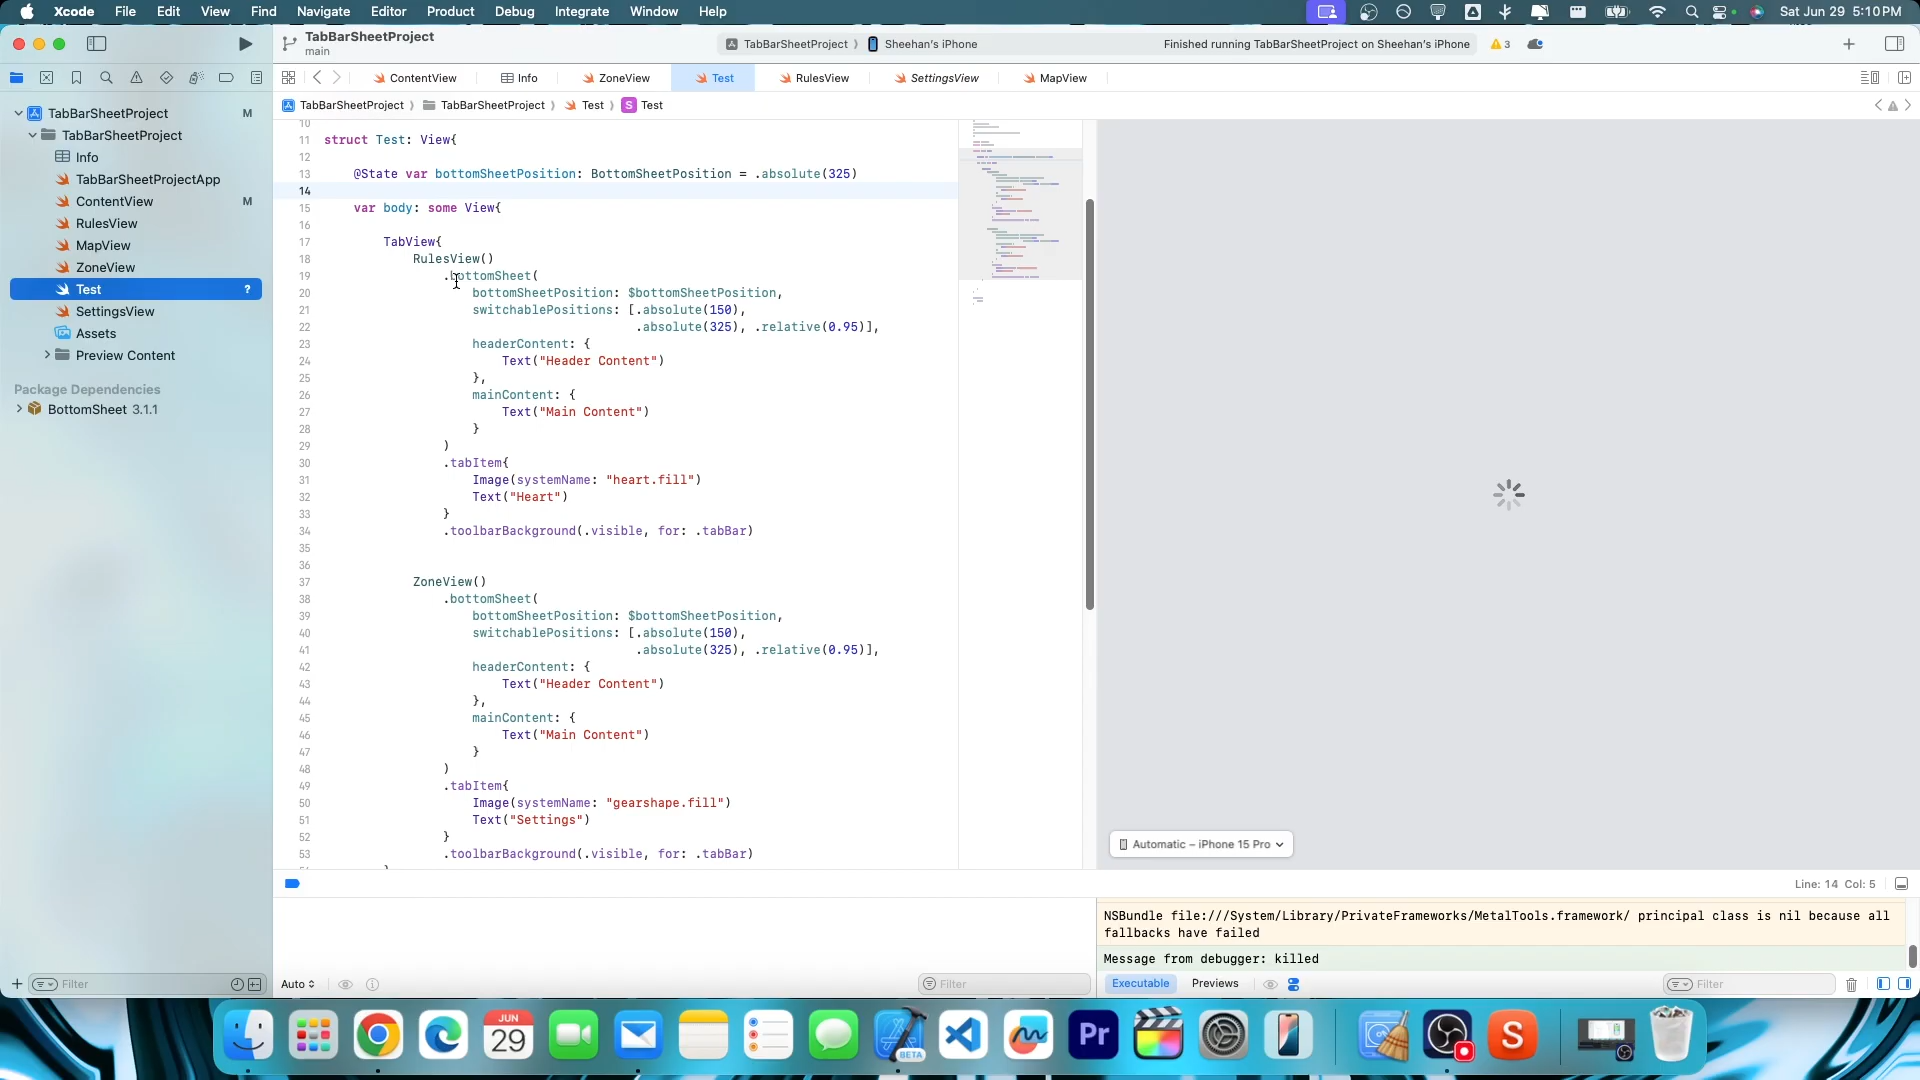 Xcode File Edit View Find Navigate Editor Product Debug Integrate Window Help
Sat Jun 29 5:10 PM
TabBarSheetProject
main
TabBarSheetProject 〉 Sheehan's iPhone
Finished running TabBarSheetProject on Sheehan's iPhone
3
ContentView Info ZoneView Test RulesView SettingsView MapView
TabBarSheetProject 〉 TabBarSheetProject 〉 Test 〉 S Test
TabBarSheetProject M
TabBarSheetProject
Info
TabBarSheetProjectApp
ContentView M
RulesView
MapView
ZoneView
Test ?
SettingsView
Assets
Preview Content
Package Dependencies
BottomSheet 3.1.1
Filter
10
11 struct Test: View{
12
13 @State var bottomSheetPosition: BottomSheetPosition = .absolute(325)
14
15 var body: some View{
16
17 TabView{
18 RulesView()
19 .bottomSheet(
20 bottomSheetPosition: $bottomSheetPosition,
21 switchablePositions: [.absolute(150),
22 .absolute(325), .relative(0.95)],
23 headerContent: {
24 Text("Header Content")
25 },
26 mainContent: {
27 Text("Main Content")
28 }
29 )
30 .tabItem{
31 Image(systemName: "heart.fill")
32 Text("Heart")
33 }
34 .toolbarBackground(.visible, for: .tabBar)
35
36
37 ZoneView()
38 .bottomSheet(
39 bottomSheetPosition: $bottomSheetPosition,
40 switchablePositions: [.absolute(150),
41 .absolute(325), .relative(0.95)],
42 headerContent: {
43 Text("Header Content")
44 },
45 mainContent: {
46 Text("Main Content")
47 }
48 )
49 .tabItem{
50 Image(systemName: "gearshape.fill")
51 Text("Settings")
52 }
53 .toolbarBackground(.visible, for: .tabBar)
Automatic – iPhone 15 Pro
Line: 14 Col: 5
NSBundle file:///System/Library/PrivateFrameworks/MetalTools.framework/ principal class is nil because all
fallbacks have failed
Message from debugger: killed
Auto
Filter
Executable Previews
Filter
JUN
29
BETA
Pr
S